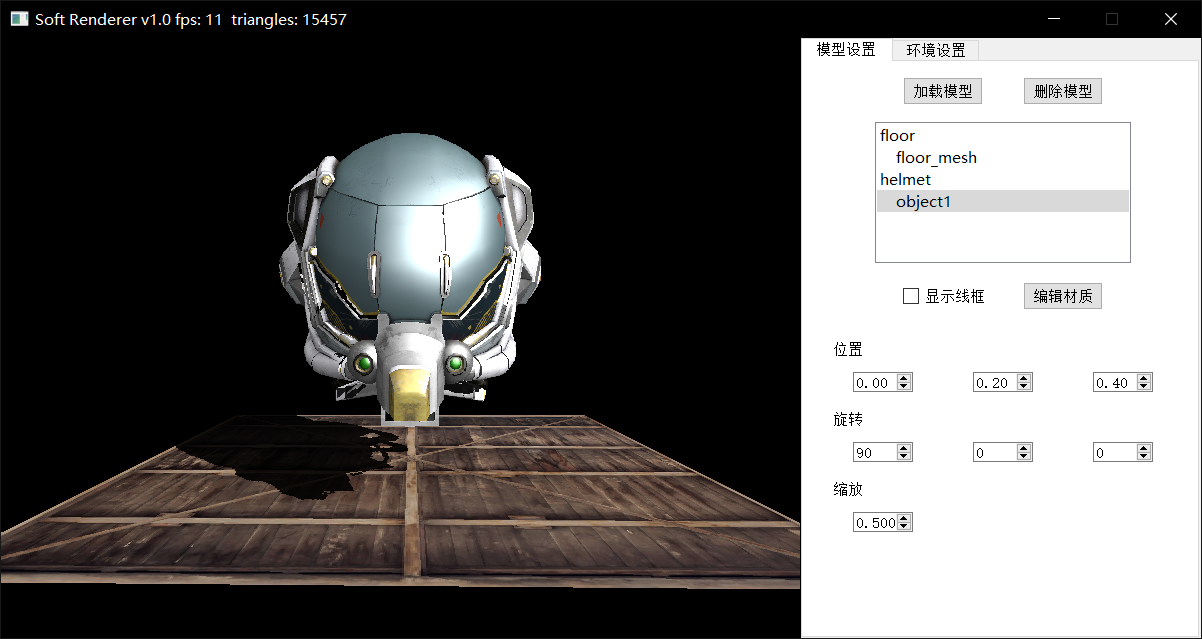 Soft Renderer v1.0 fps: 11  triangles: 15457
模型设置 环境设置
加载模型 删除模型
floor
floor_mesh
helmet
object1
显示线框 编辑材质
位置
0.00 0.20 0.40
旋转
90 0 0
缩放
0.500